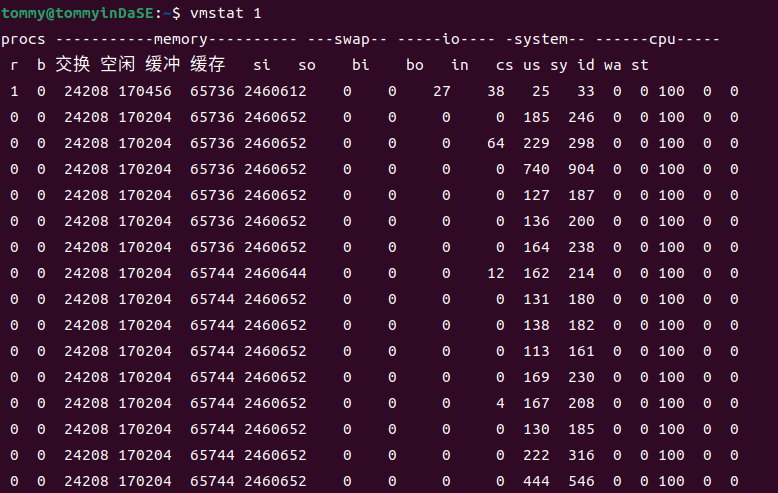 tommy@tommyinDaSE:~$ vmstat 1
procs -----------memory---------- ---swap-- -----io---- -system-- ------cpu-----
r b 交换 空闲 缓冲 缓存 si so bi bo in cs us sy id wa st
1 0 24208 170456 65736 2460612 0 0 27 38 25 33 0 0 100 0 0
0 0 24208 170204 65736 2460652 0 0 0 0 185 246 0 0 100 0 0
0 0 24208 170204 65736 2460652 0 0 0 64 229 298 0 0 100 0 0
0 0 24208 170204 65736 2460652 0 0 0 0 740 904 0 0 100 0 0
0 0 24208 170204 65736 2460652 0 0 0 0 127 187 0 0 100 0 0
0 0 24208 170204 65736 2460652 0 0 0 0 136 200 0 0 100 0 0
0 0 24208 170204 65736 2460652 0 0 0 0 164 238 0 0 100 0 0
0 0 24208 170204 65744 2460644 0 0 0 12 162 214 0 0 100 0 0
0 0 24208 170204 65744 2460652 0 0 0 0 131 180 0 0 100 0 0
0 0 24208 170204 65744 2460652 0 0 0 0 138 182 0 0 100 0 0
0 0 24208 170204 65744 2460652 0 0 0 0 113 161 0 0 100 0 0
0 0 24208 170204 65744 2460652 0 0 0 0 169 230 0 0 100 0 0
0 0 24208 170204 65744 2460652 0 0 0 4 167 208 0 0 100 0 0
0 0 24208 170204 65744 2460652 0 0 0 0 130 185 0 0 100 0 0
0 0 24208 170204 65744 2460652 0 0 0 0 222 316 0 0 100 0 0
0 0 24208 170204 65744 2460652 0 0 0 0 444 546 0 0 100 0 0